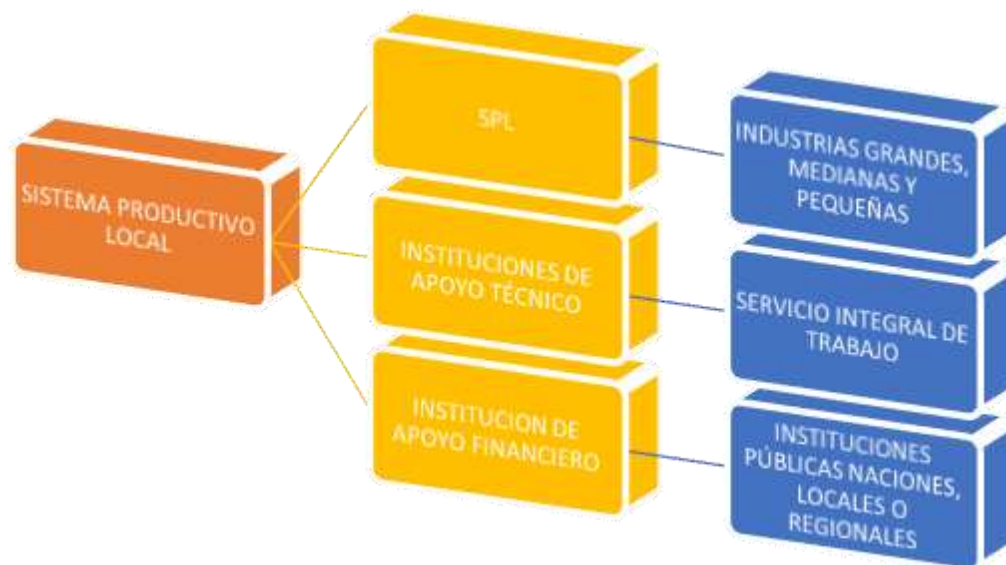 SISTEMA PRODUCTIVO
LOCAL
SPL
INSTITUCIONES DE
APOYO TÉCNICO
INSTITUCION DE
APOYO FINANCIERO
INDUSTRIAS GRANDES,
MEDIANAS Y
PEQUEÑAS
SERVICIO INTEGRAL DE
TRABAJO
INSTITUCIONES
PÚBLICAS NACIONES,
LOCALES O
REGIONALES